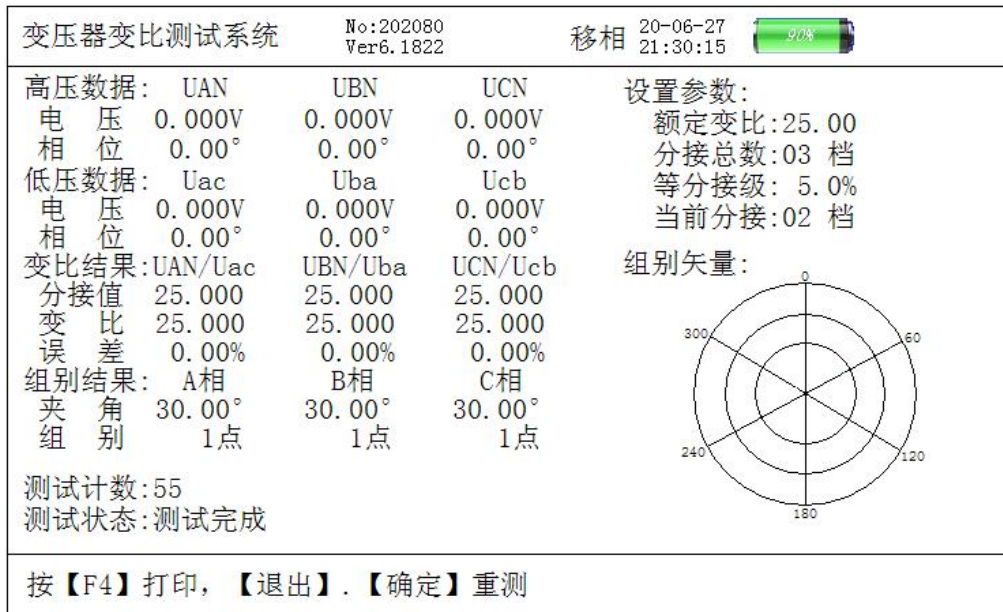 变压器变比测试系统 No:202080 移相 20-06-27 90%
Ver6.1822 21:30:15
高压数据: UAN UBN UCN
电 压 0.000V 0.000V 0.000V
相 位 0.00° 0.00° 0.00°
低压数据: Uac Uba Ucb
电 压 0.000V 0.000V 0.000V
相 位 0.00° 0.00° 0.00°
变比结果:UAN/Uac UBN/Uba UCN/Ucb
分接值 25.000 25.000 25.000
变 比 25.000 25.000 25.000
误 差 0.00% 0.00% 0.00%
组别结果: A相 B相 C相
夹 角 30.00° 30.00° 30.00°
组 别 1点 1点 1点
测试计数:55
测试状态:测试完成
设置参数:
额定变比:25.00
分接总数:03 档
等分接级: 5.0%
当前分接:02 档
组别矢量:
0
60
120
180
240
300
按【F4】打印，【退出】.【确定】重测